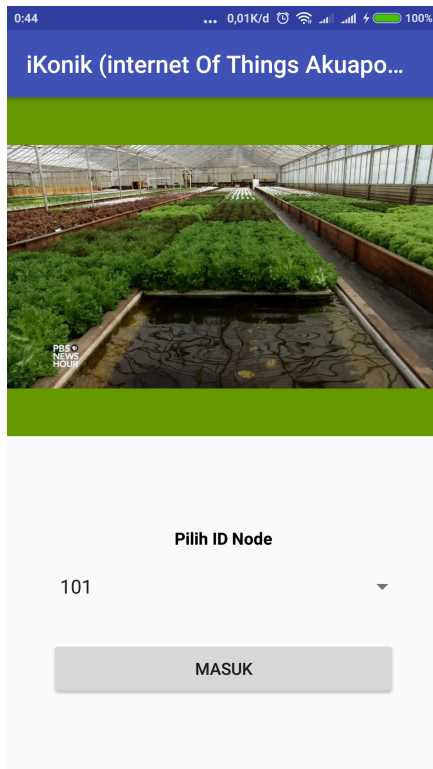 0:44 ... 0,01K/d 100%
iKonik (internet Of Things Akuapo...
PBS
NEWS
HOUR
Pilih ID Node
101
MASUK